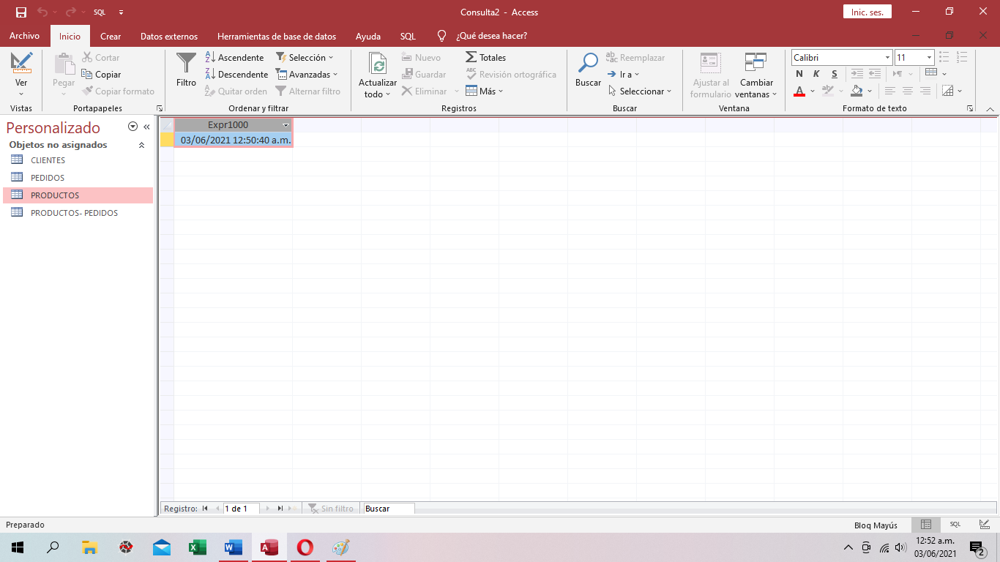 SQL
Consulta2 - Access
Inic. ses.
Archivo Inicio Crear Datos externos Herramientas de base de datos Ayuda SQL ¿Qué desea hacer?
Ver
Vistas
Pegar
Cortar
Copiar
Copiar formato
Portapapeles
Filtro
Ascendente
Descendente
Quitar orden
Selección
Avanzadas
Alternar filtro
Ordenar y filtrar
Actualizar
todo
Nuevo
Guardar
Eliminar
Totales
Revisión ortográfica
Más
Registros
Buscar
Reemplazar
Ir a
Seleccionar
Buscar
Ajustar al
formulario
Cambiar
ventanas
Ventana
Calibri 11
N K S
A ab
Formato de texto
Personalizado
Objetos no asignados
CLIENTES
PEDIDOS
PRODUCTOS
PRODUCTOS- PEDIDOS
Expr1000
03/06/2021 12:50:40 a.m.
Registro: 1 de 1 Sin filtro Buscar
Preparado Bloq Mayús SQL
12:52 a.m.
03/06/2021
2